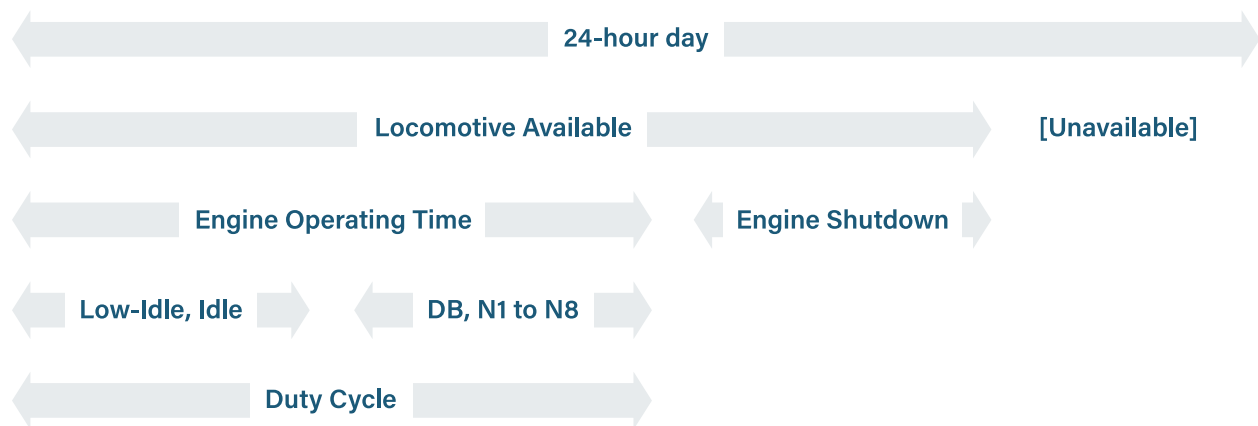 24-hour day
Locomotive Available [Unavailable]
Engine Operating Time Engine Shutdown
Low-Idle, Idle DB, N1 to N8
Duty Cycle